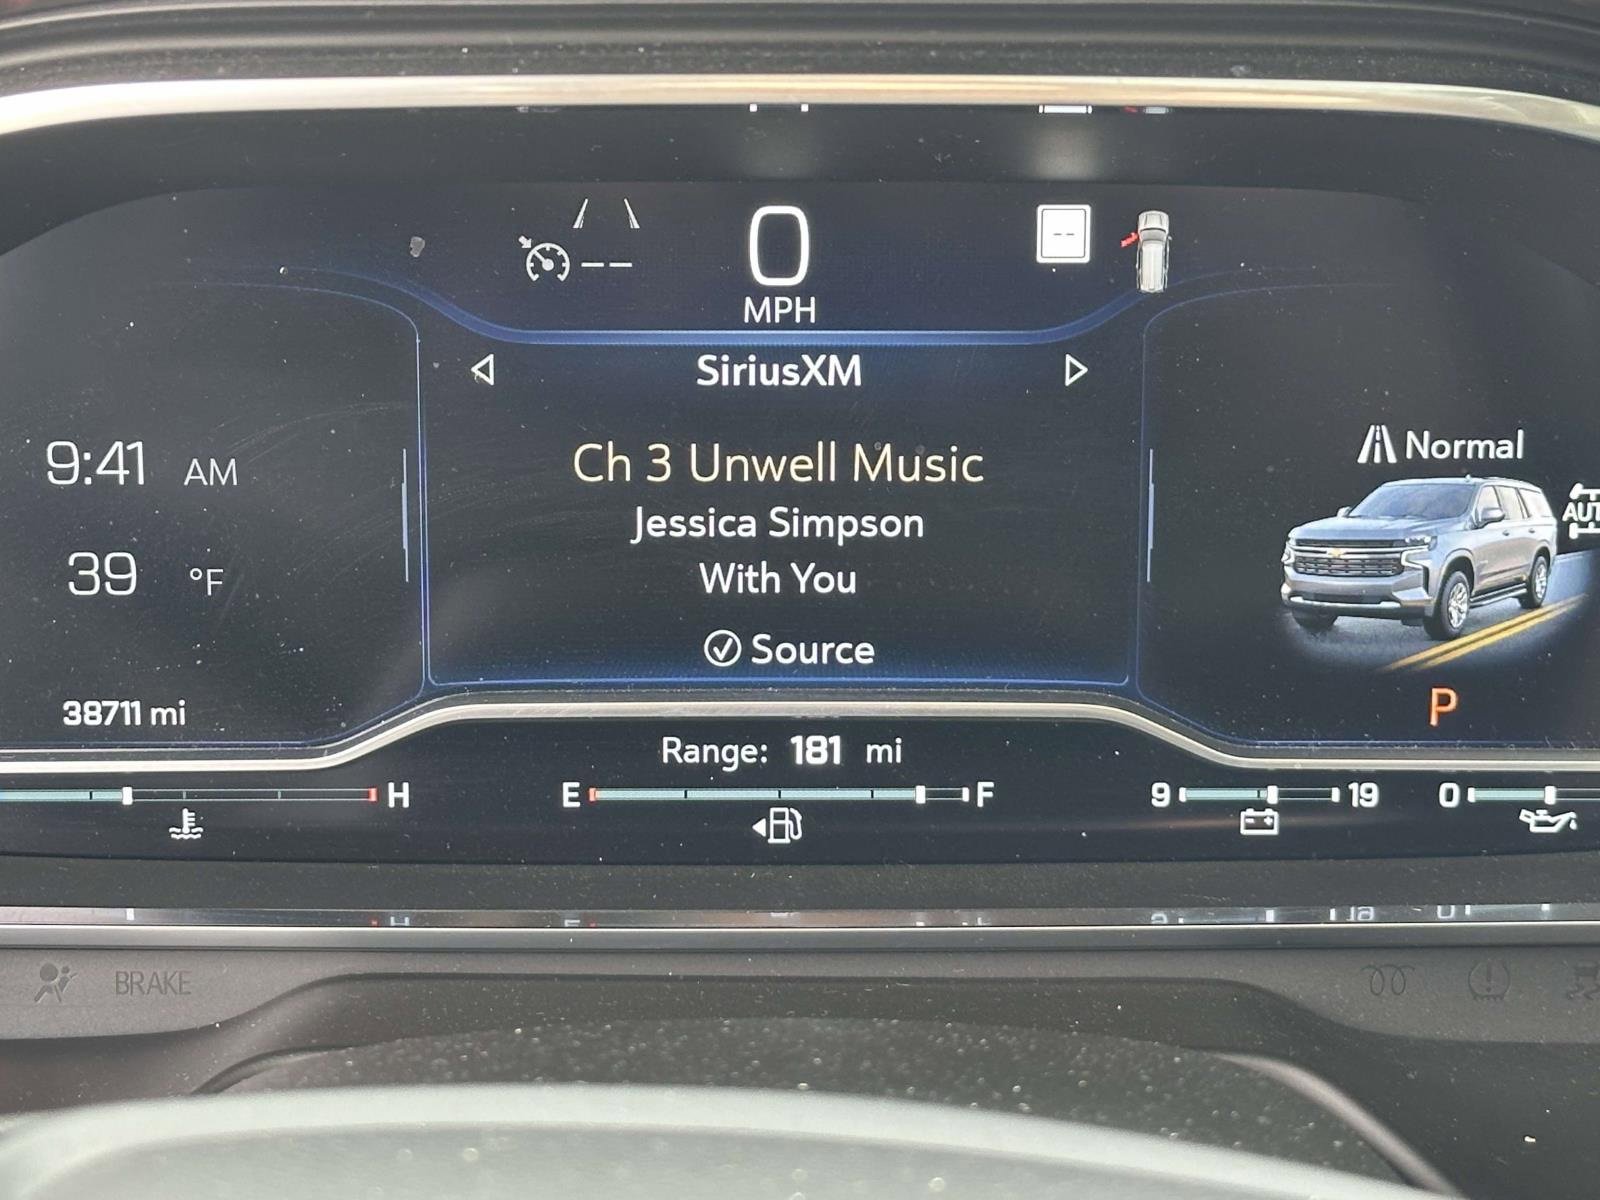 0
MPH
--
SiriusXM
Ch 3 Unwell Music
Jessica Simpson
With You
Source
9:41 AM
39 °F
38711 mi
Normal
AUT
P
Range: 181 mi
H
E F
9 19
0
BRAKE